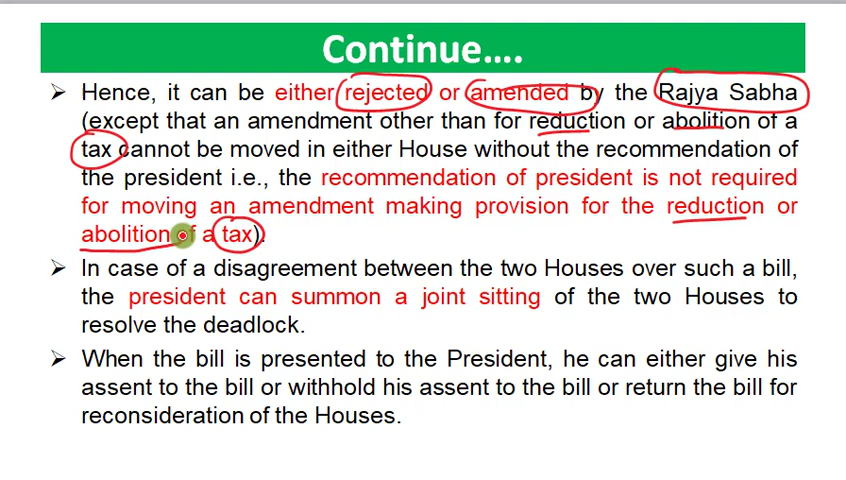 Continue….
➢ Hence, it can be either rejected or amended by the Rajya Sabha
(except that an amendment other than for reduction or abolition of a
tax cannot be moved in either House without the recommendation of
the president i.e., the recommendation of president is not required
for moving an amendment making provision for the reduction or
abolition of a tax).
➢ In case of a disagreement between the two Houses over such a bill,
the president can summon a joint sitting of the two Houses to
resolve the deadlock.
➢ When the bill is presented to the President, he can either give his
assent to the bill or withhold his assent to the bill or return the bill for
reconsideration of the Houses.